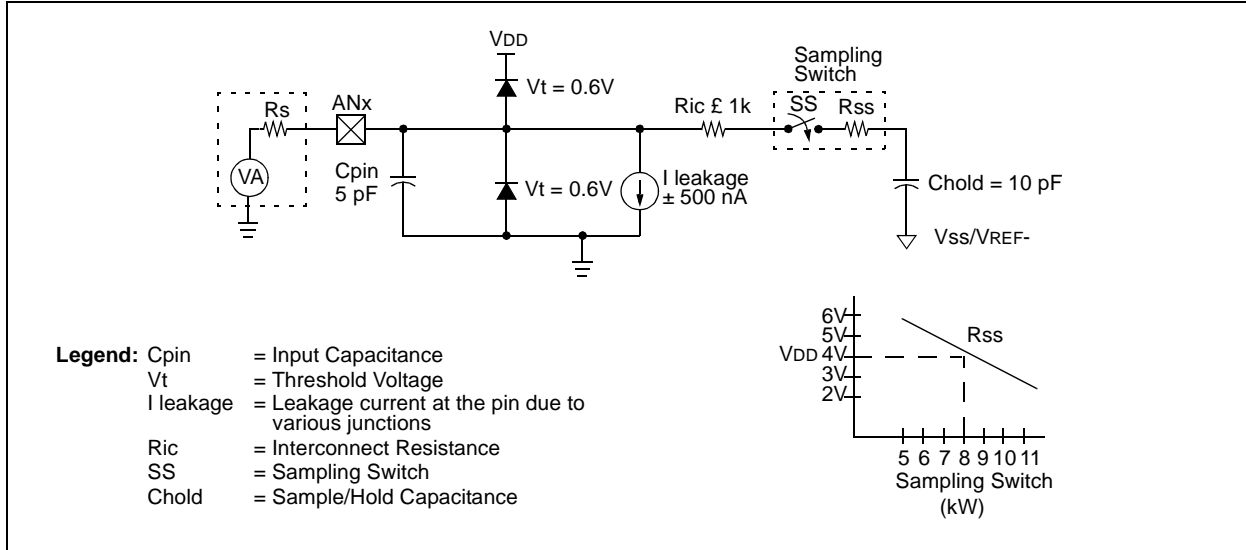 VDD
Sampling
Switch
Vt = 0.6V
Rs
ANx
Ric £ 1k
SS
Rss
VA
Cpin
5 pF
Vt = 0.6V
I leakage
± 500 nA
Chold = 10 pF
Vss/VREF-
6V
5V
VDD 4V
3V
2V
Rss
5 6 7 8 9 10 11
Sampling Switch
(kW)
Legend: Cpin = Input Capacitance
Vt = Threshold Voltage
I leakage = Leakage current at the pin due to
various junctions
Ric = Interconnect Resistance
SS = Sampling Switch
Chold = Sample/Hold Capacitance